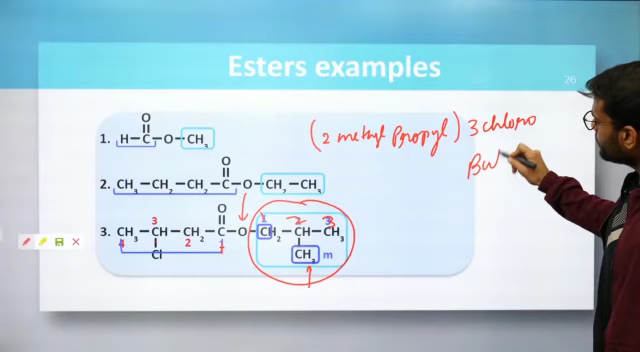 Esters examples
26
1. H-C-O-CH₃
O
2. CH₃-CH₂-CH₂-C-O-CH₂-CH₃
O
(2 methyl Propyl) 3 chloro
Bu
3. CH₃-CH-CH₂-C-O-CH₂-CH-CH₃
O
Cl
CH₃ m
4 3 2 1
1 2 3